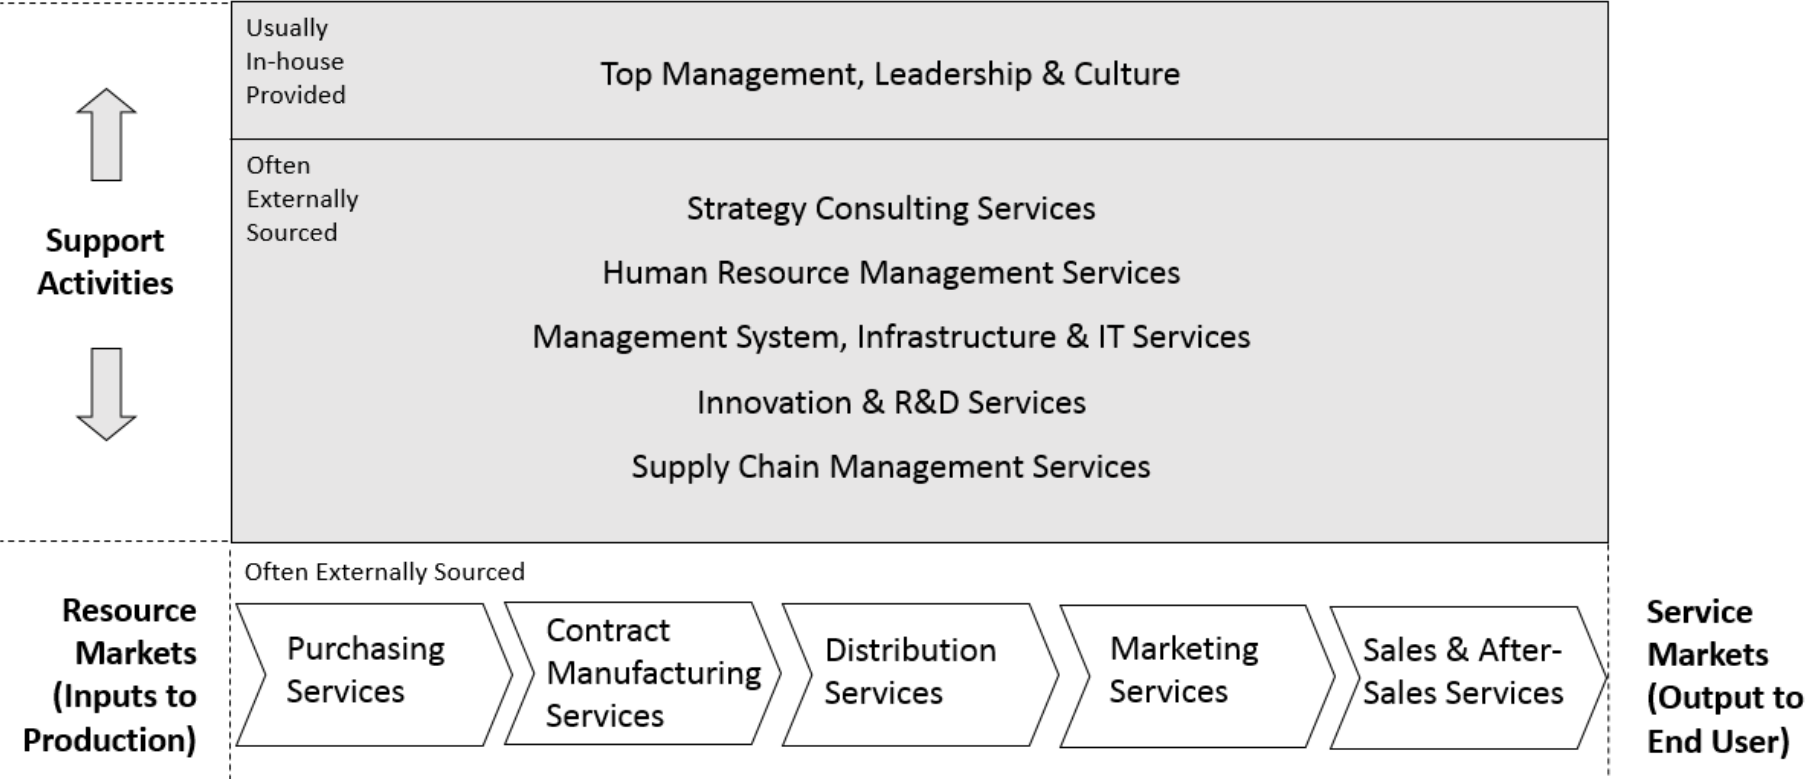 Usually
In-house
Provided
Top Management, Leadership & Culture
Often
Externally
Sourced
Strategy Consulting Services
Human Resource Management Services
Management System, Infrastructure & IT Services
Innovation & R&D Services
Supply Chain Management Services
Support
Activities
Often Externally Sourced
Resource
Markets
(Inputs to
Production)
Purchasing
Services
Contract
Manufacturing
Services
Distribution
Services
Marketing
Services
Sales & After-
Sales Services
Service
Markets
(Output to
End User)